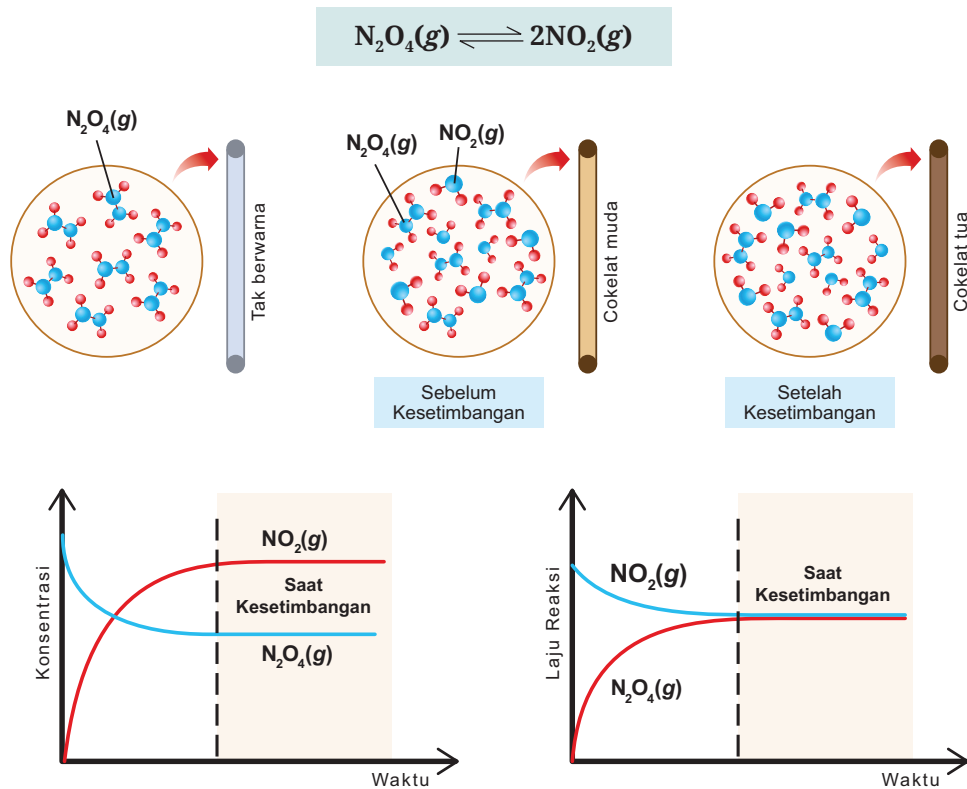 N₂O₄(g) ⇌ 2NO₂(g)
N₂O₄(g)
Tak berwarna
N₂O₄(g)
NO₂(g)
Cokelat muda
Sebelum
Kesetimbangan
Cokelat tua
Setelah
Kesetimbangan
Konsentrasi
NO₂(g)
Saat
Kesetimbangan
N₂O₄(g)
Waktu
Laju Reaksi
NO₂(g)
Saat
Kesetimbangan
N₂O₄(g)
Waktu